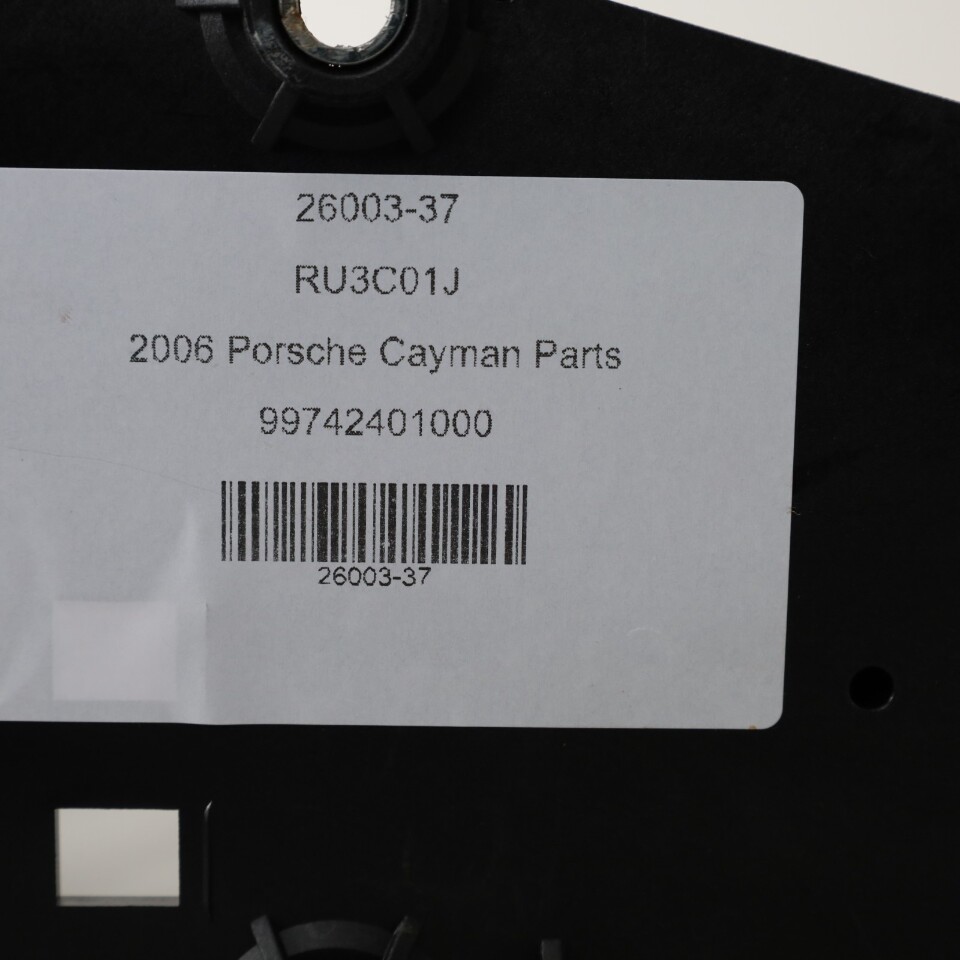 26003-37
RU3C01J
2006 Porsche Cayman Parts
99742401000
26003-37